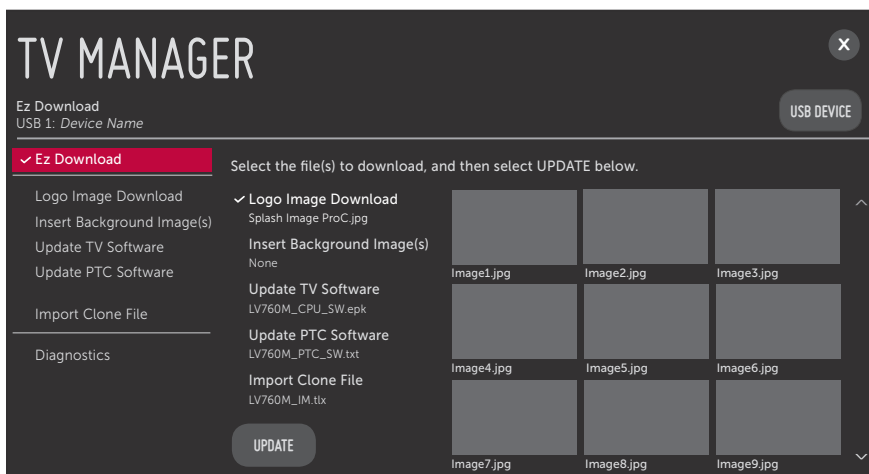 TV MANAGER
X
Ez Download
USB 1: Device Name
USB DEVICE
Ez Download
Logo Image Download
Insert Background Image(s)
Update TV Software
Update PTC Software
Import Clone File
Diagnostics
Select the file(s) to download, and then select UPDATE below.
Logo Image Download
Splash Image ProC.jpg
Insert Background Image(s)
None
Update TV Software
LV760M_CPU_SW.epk
Update PTC Software
LV760M_PTC_SW.txt
Import Clone File
LV760M_IM.tlx
UPDATE
Image1.jpg
Image2.jpg
Image3.jpg
Image4.jpg
Image5.jpg
Image6.jpg
Image7.jpg
Image8.jpg
Image9.jpg